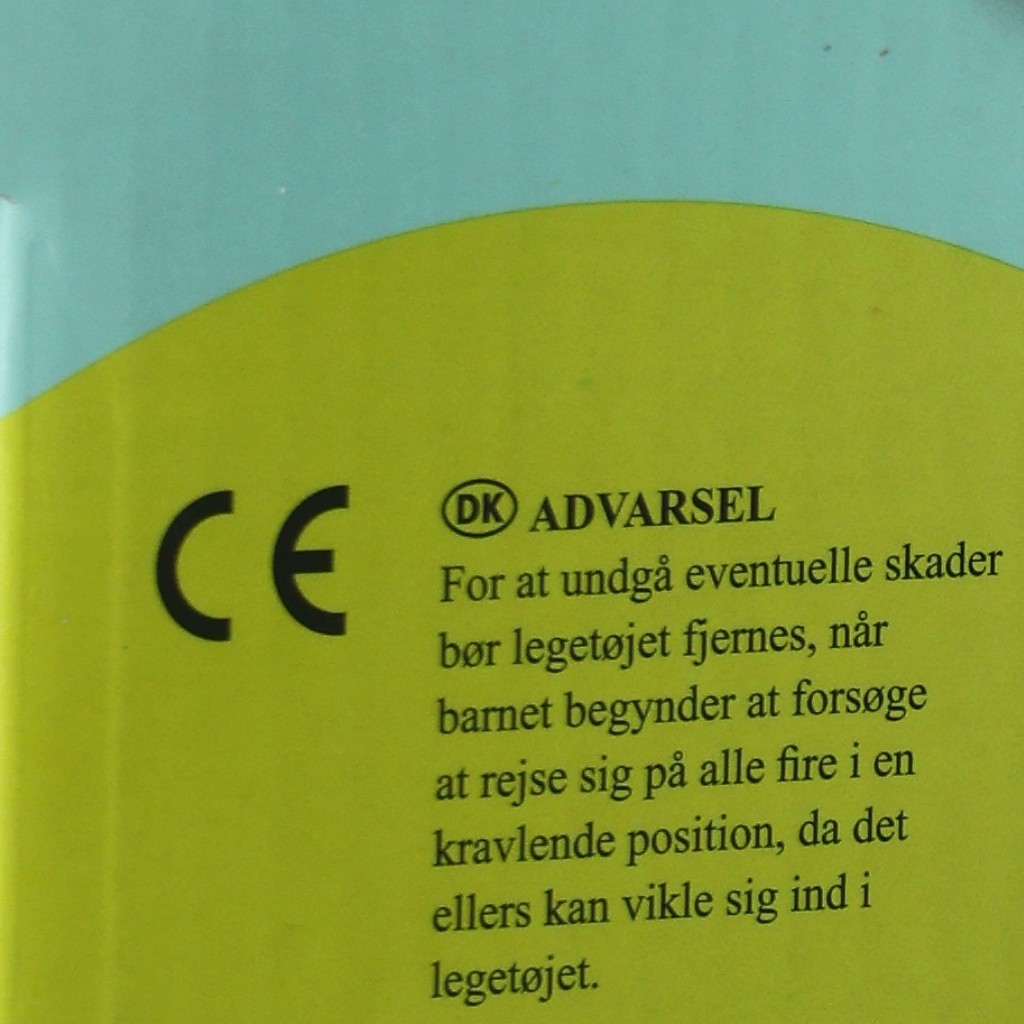 CE
DK ADVARSEL
For at undgå eventuelle skader
bør legetøjet fjernes, når
barnet begynder at forsøge
at rejse sig på alle fire i en
kravlende position, da det
ellers kan vikle sig ind i
legetøjet.